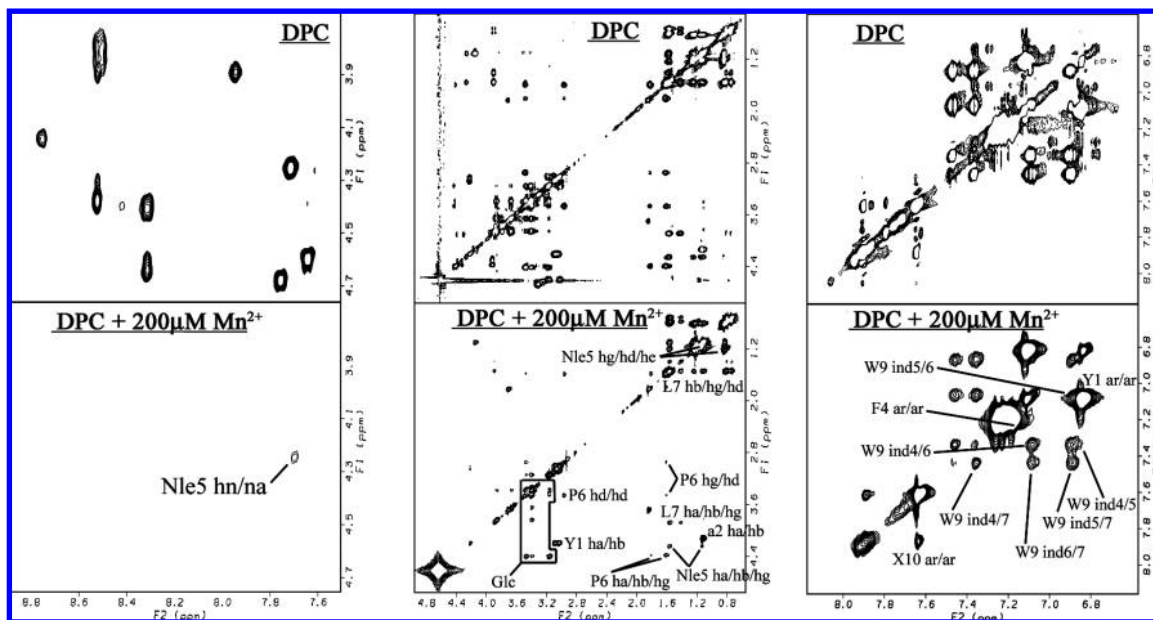 DPC
3.9
4.1
4.3
4.5
4.7
F1 (ppm)
DPC
1.2
2.0
2.8
3.6
4.4
F1 (ppm)
DPC
6.8
7.0
7.2
7.4
7.6
7.8
8.0
F1 (ppm)
DPC + 200μM Mn2+
3.9
4.1
4.3
4.5
4.7
F1 (ppm)
Nle5 hn/na
8.8 8.4 8.0 7.6
F2 (ppm)
DPC + 200μM Mn2+
Nle5 hg/hd/he
Ł7 hb/hg/hd
P6 hg/hd
P6 hd/hd
L7 ha/hb/hg
a2 ha/hb
Y1 ha/hb
Glc
P6 ha/hb/hg
Nle5 ha/hb/hg
1.2
2.0
2.8
3.6
4.4
F1 (ppm)
4.8 4.4 4.0 3.6 3.2 2.8 2.4 2.0 1.6 1.2 0.8
F2 (ppm)
DPC + 200μM Mn2+
W9 ind5/6
Y1 ar/ar
F4 ar/ar
W9 ind4/6
W9 ind4/5
W9 ind4/7
W9 ind5/7
W9 ind6/7
X10 ar/ar
6.8
7.0
7.2
7.4
7.6
7.8
8.0
F1 (ppm)
8.0 7.6 7.2 7.0 6.8
F2 (ppm)